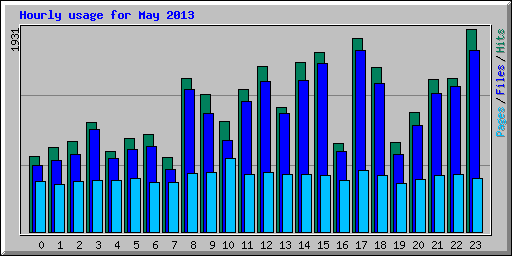 Hourly usage for May 2013
1931
Pages / Files / Hits
0 1 2 3 4 5 6 7 8 9 10 11 12 13 14 15 16 17 18 19 20 21 22 23